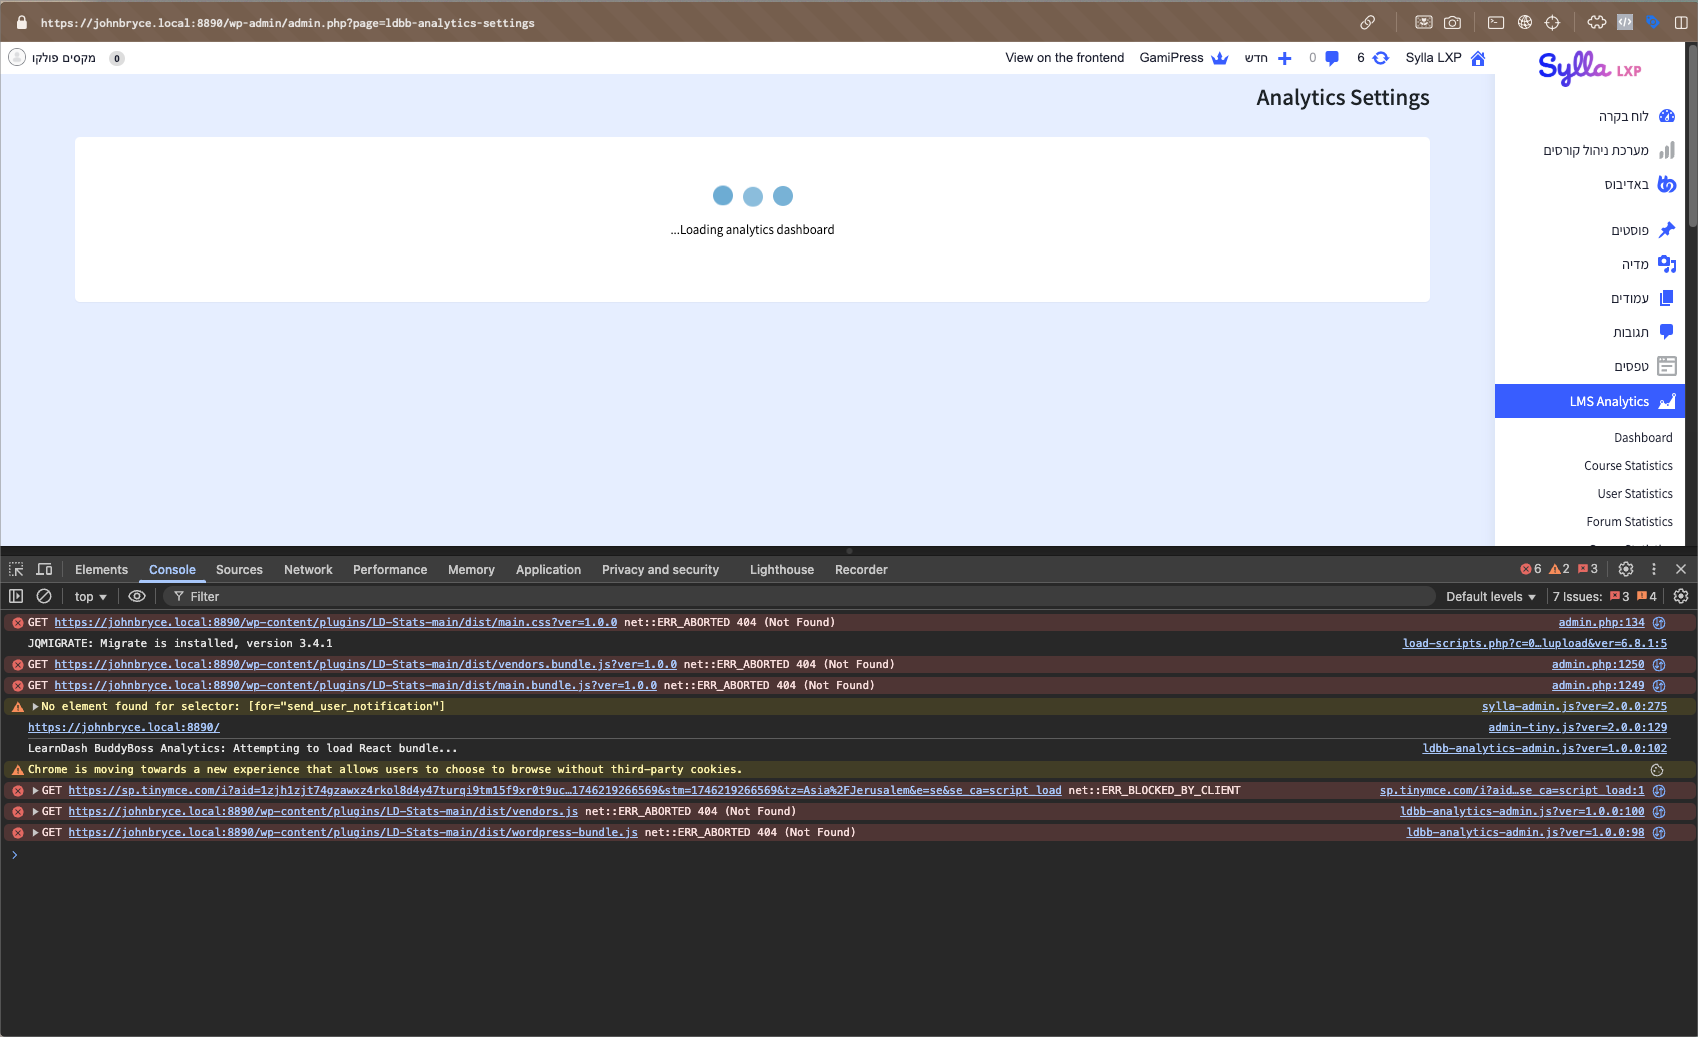 https://johnbryce.local:8890/wp-admin/admin.php?page=ldbb-analytics-settings
מקסים פולקו 0
View on the frontend GamiPress חדש 0 6 Sylla LXP
Sylla LXP
Analytics Settings
...Loading analytics dashboard
לוח בקרה
מערכת ניהול קורסים
באדיבוס
פוסטים
מדיה
עמודים
תגובות
טפסים
LMS Analytics
Dashboard
Course Statistics
User Statistics
Forum Statistics
Elements Console Sources Network Performance Memory Application Privacy and security Lighthouse Recorder 6 2 3
top Filter Default levels 7 Issues: 3 4
GET https://johnbryce.local:8890/wp-content/plugins/LD-Stats-main/dist/main.css?ver=1.0.0 net::ERR_ABORTED 404 (Not Found) admin.php:134
JQMIGRATE: Migrate is installed, version 3.4.1 load-scripts.php?c=0…lupload&ver=6.8.1:5
GET https://johnbryce.local:8890/wp-content/plugins/LD-Stats-main/dist/vendors.bundle.js?ver=1.0.0 net::ERR_ABORTED 404 (Not Found) admin.php:1250
GET https://johnbryce.local:8890/wp-content/plugins/LD-Stats-main/dist/main.bundle.js?ver=1.0.0 net::ERR_ABORTED 404 (Not Found) admin.php:1249
No element found for selector: [for="send_user_notification"] sylla-admin.js?ver=2.0.0:275
https://johnbryce.local:8890/ admin-tiny.js?ver=2.0.0:129
LearnDash BuddyBoss Analytics: Attempting to load React bundle... ldbb-analytics-admin.js?ver=1.0.0:102
Chrome is moving towards a new experience that allows users to choose to browse without third-party cookies.
GET https://sp.tinymce.com/i?aid=1zjh1zjt74gzawxz4rkol8d4y47turqi9tm15f9xr0t9uc…1746219266569&stm=1746219266569&tz=Asia%2FJerusalem&e=se&se_ca=script_load net::ERR_BLOCKED_BY_CLIENT sp.tinymce.com/i?aid…se_ca=script_load:1
GET https://johnbryce.local:8890/wp-content/plugins/LD-Stats-main/dist/vendors.js net::ERR_ABORTED 404 (Not Found) ldbb-analytics-admin.js?ver=1.0.0:100
GET https://johnbryce.local:8890/wp-content/plugins/LD-Stats-main/dist/wordpress-bundle.js net::ERR_ABORTED 404 (Not Found) ldbb-analytics-admin.js?ver=1.0.0:98